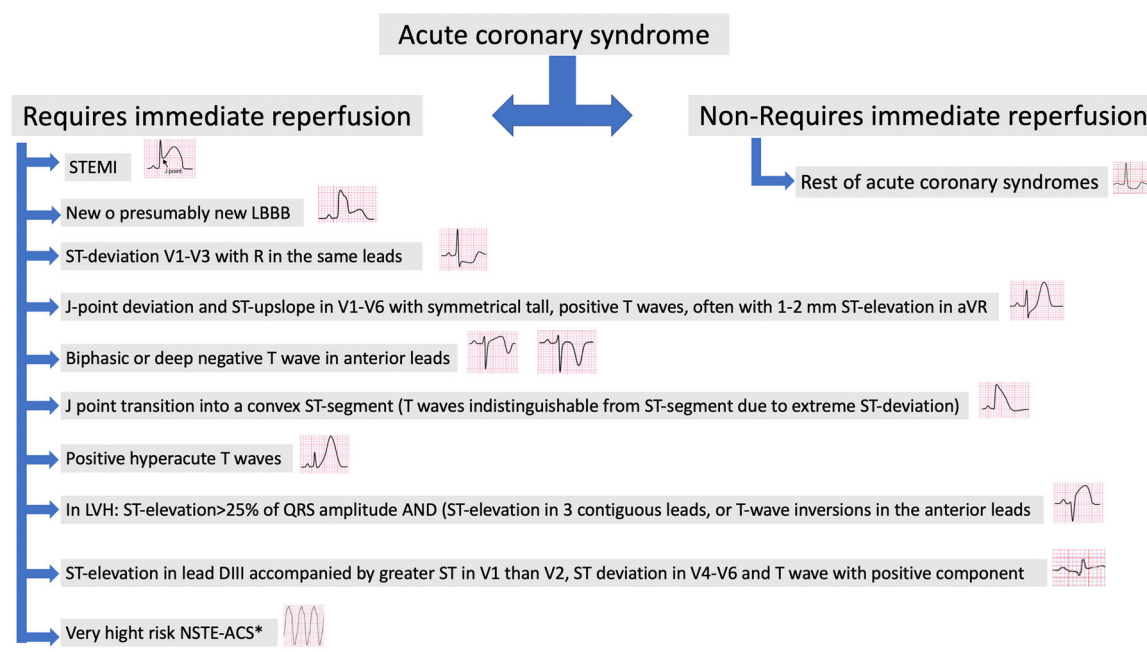 Acute coronary syndrome
Requires immediate reperfusion
Non-Requires immediate reperfusion
STEMI
J point
Rest of acute coronary syndromes
New o presumably new LBBB
ST-deviation V1-V3 with R in the same leads
J-point deviation and ST-upslope in V1-V6 with symmetrical tall, positive T waves, often with 1-2 mm ST-elevation in aVR
Biphasic or deep negative T wave in anterior leads
J point transition into a convex ST-segment (T waves indistinguishable from ST-segment due to extreme ST-deviation)
Positive hyperacute T waves
In LVH: ST-elevation>25% of QRS amplitude AND (ST-elevation in 3 contiguous leads, or T-wave inversions in the anterior leads
ST-elevation in lead DIII accompanied by greater ST in V1 than V2, ST deviation in V4-V6 and T wave with positive component
Very hight risk NSTE-ACS*